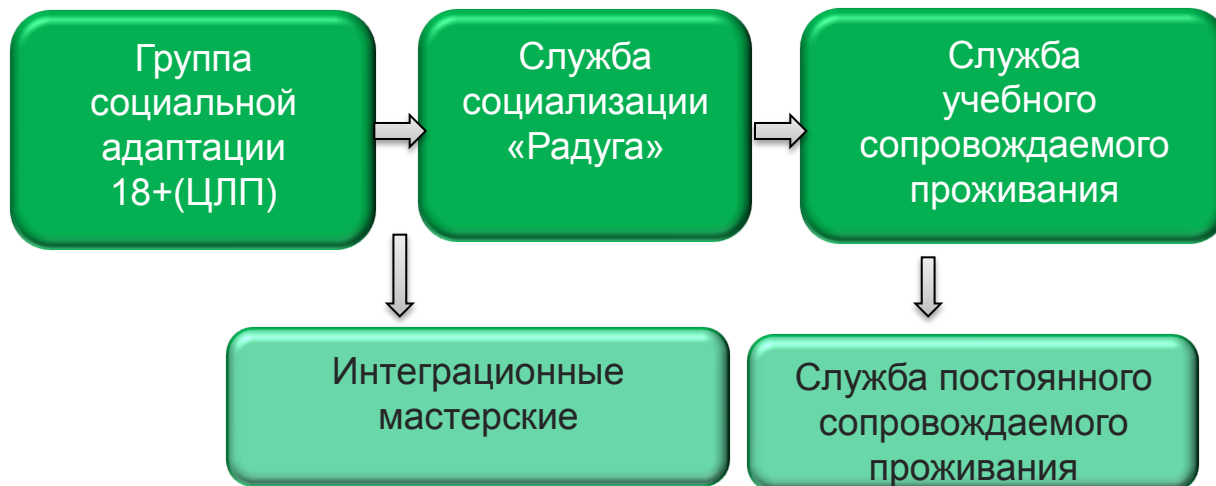 Группа
социальной
адаптации
18+(ЦЛП)
Служба
социализации
«Радуга»
Служба
учебного
сопровождаемого
проживания
Интеграционные
мастерские
Служба постоянного
сопровождаемого
проживания